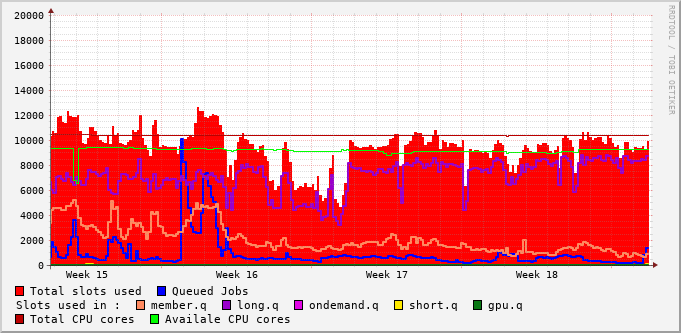 20000
18000
16000
14000
12000
10000
8000
6000
4000
2000
0
Week 15 Week 16 Week 17 Week 18
Total slots used Queued Jobs
Slots used in : member.q long.q ondemand.q short.q gpu.q
Total CPU cores Availale CPU cores
RRDTOOL / TOBI OETIKER